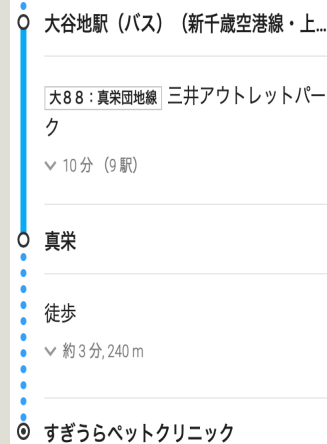 大谷地駅（バス）（新千歳空港線・上...
大８８：真栄団地線 三井アウトレットパー
ク
10 分 （9 駅）
真栄
徒歩
約 3 分, 240 m
すぎうらペットクリニック